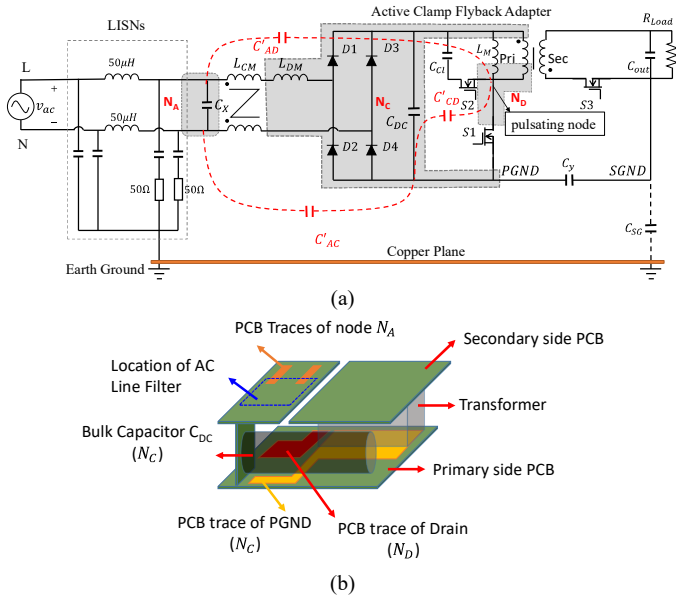 Active Clamp Flyback Adapter
LISNs
R_Load
50μH
C'_AD
L_CM
L_DM
D1
D3
L_M
C_Cl
Pri
Sec
C_out
L
N_A
C_X
N_C
C'_CD
N_D
S2
S3
v_ac
+
−
C_DC
pulsating node
N
50μH
S1
D2
D4
PGND
SGND
C_y
50Ω
50Ω
C'_AC
C_SG
Earth Ground
Copper Plane
(a)
PCB Traces of node N_A
Secondary side PCB
Location of AC
Line Filter
Transformer
Bulk Capacitor C_DC
(N_C)
Primary side PCB
PCB trace of PGND
(N_C)
PCB trace of Drain
(N_D)
(b)